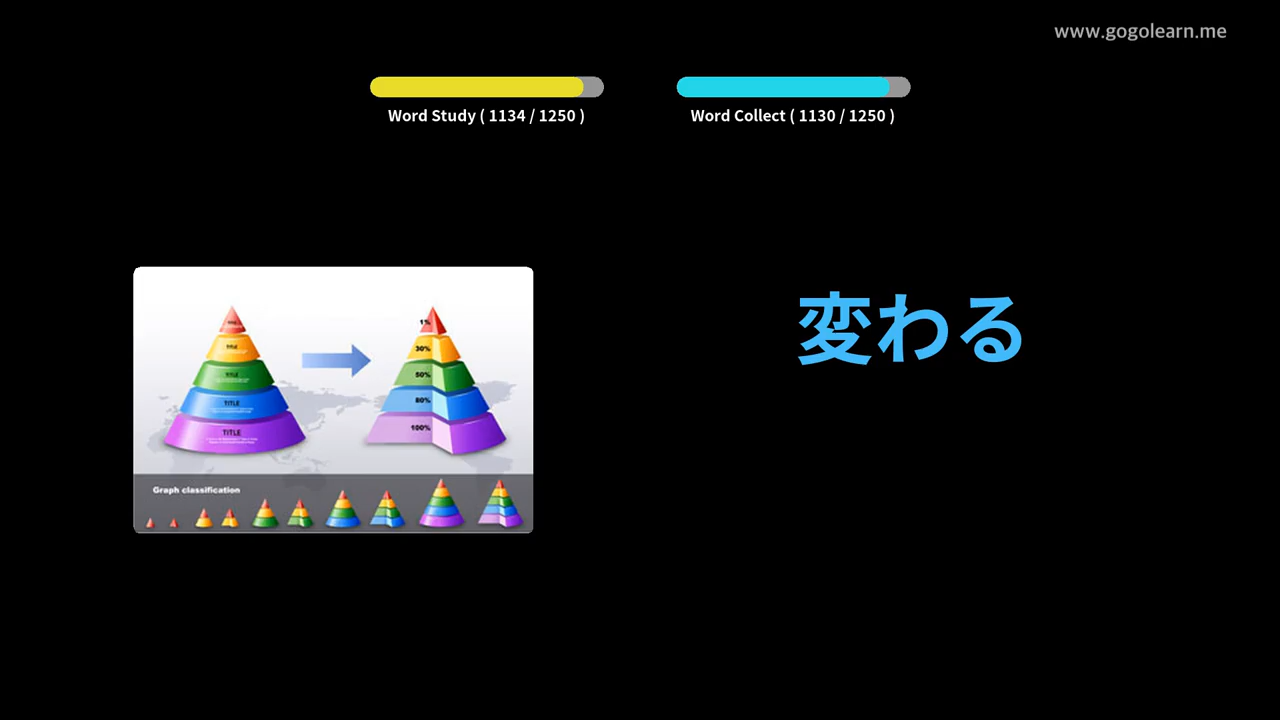 www.gogolearn.me
Word Study ( 1134 / 1250 )
Word Collect ( 1130 / 1250 )
変わる
TITLE
TITLE
TITLE
TITLE
1%
30%
50%
80%
100%
Graph classification